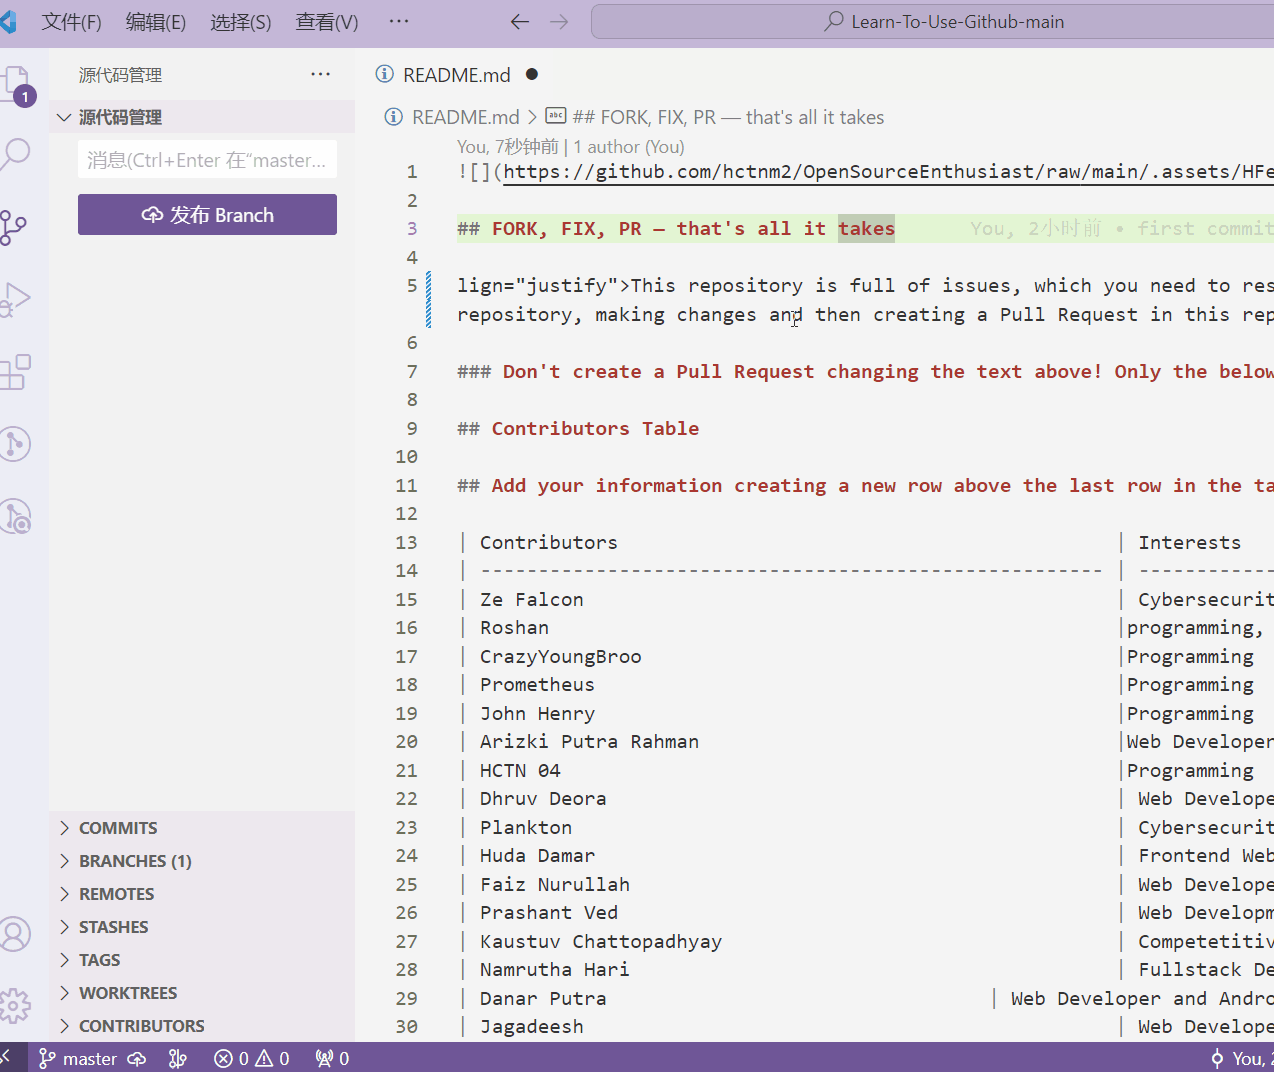 文件(F) 编辑(E) 选择(S) 查看(V) ··· Learn-To-Use-Github-main
源代码管理 ···
README.md
1
源代码管理
README.md > ## FORK, FIX, PR — that's all it takes
消息(Ctrl+Enter 在“master...
发布 Branch
You, 7秒钟前 | 1 author (You)
1 ![](https://github.com/hctnm2/OpenSourceEnthusiast/raw/main/.assets/HFe
2
3 ## FORK, FIX, PR — that's all it takes You, 2小时前 • first commit
4
5 lign="justify">This repository is full of issues, which you need to res
repository, making changes and then creating a Pull Request in this rep
6
7 ### Don't create a Pull Request changing the text above! Only the below
8
9 ## Contributors Table
10
11 ## Add your information creating a new row above the last row in the ta
12
13 | Contributors | Interests
14 | ------------------------------------------------------ | ------------
15 | Ze Falcon | Cybersecurit
16 | Roshan |programming,
17 | CrazyYoungBroo |Programming
18 | Prometheus |Programming
19 | John Henry |Programming
20 | Arizki Putra Rahman |Web Developer
21 | HCTN 04 |Programming
22 | Dhruv Deora | Web Develope
23 | Plankton | Cybersecurit
24 | Huda Damar | Frontend Web
25 | Faiz Nurullah | Web Develope
26 | Prashant Ved | Web Developm
27 | Kaustuv Chattopadhyay | Competetitiv
28 | Namrutha Hari | Fullstack De
29 | Danar Putra | Web Developer and Andro
30 | Jagadeesh | Web Develope
COMMITS
BRANCHES (1)
REMOTES
STASHES
TAGS
WORKTREES
CONTRIBUTORS
master 0 0 0 You, 2